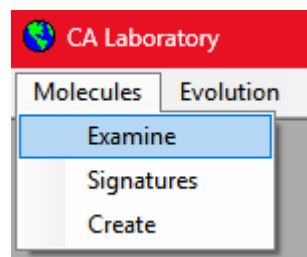 CA Laboratory
Molecules Evolution
Examine
Signatures
Create